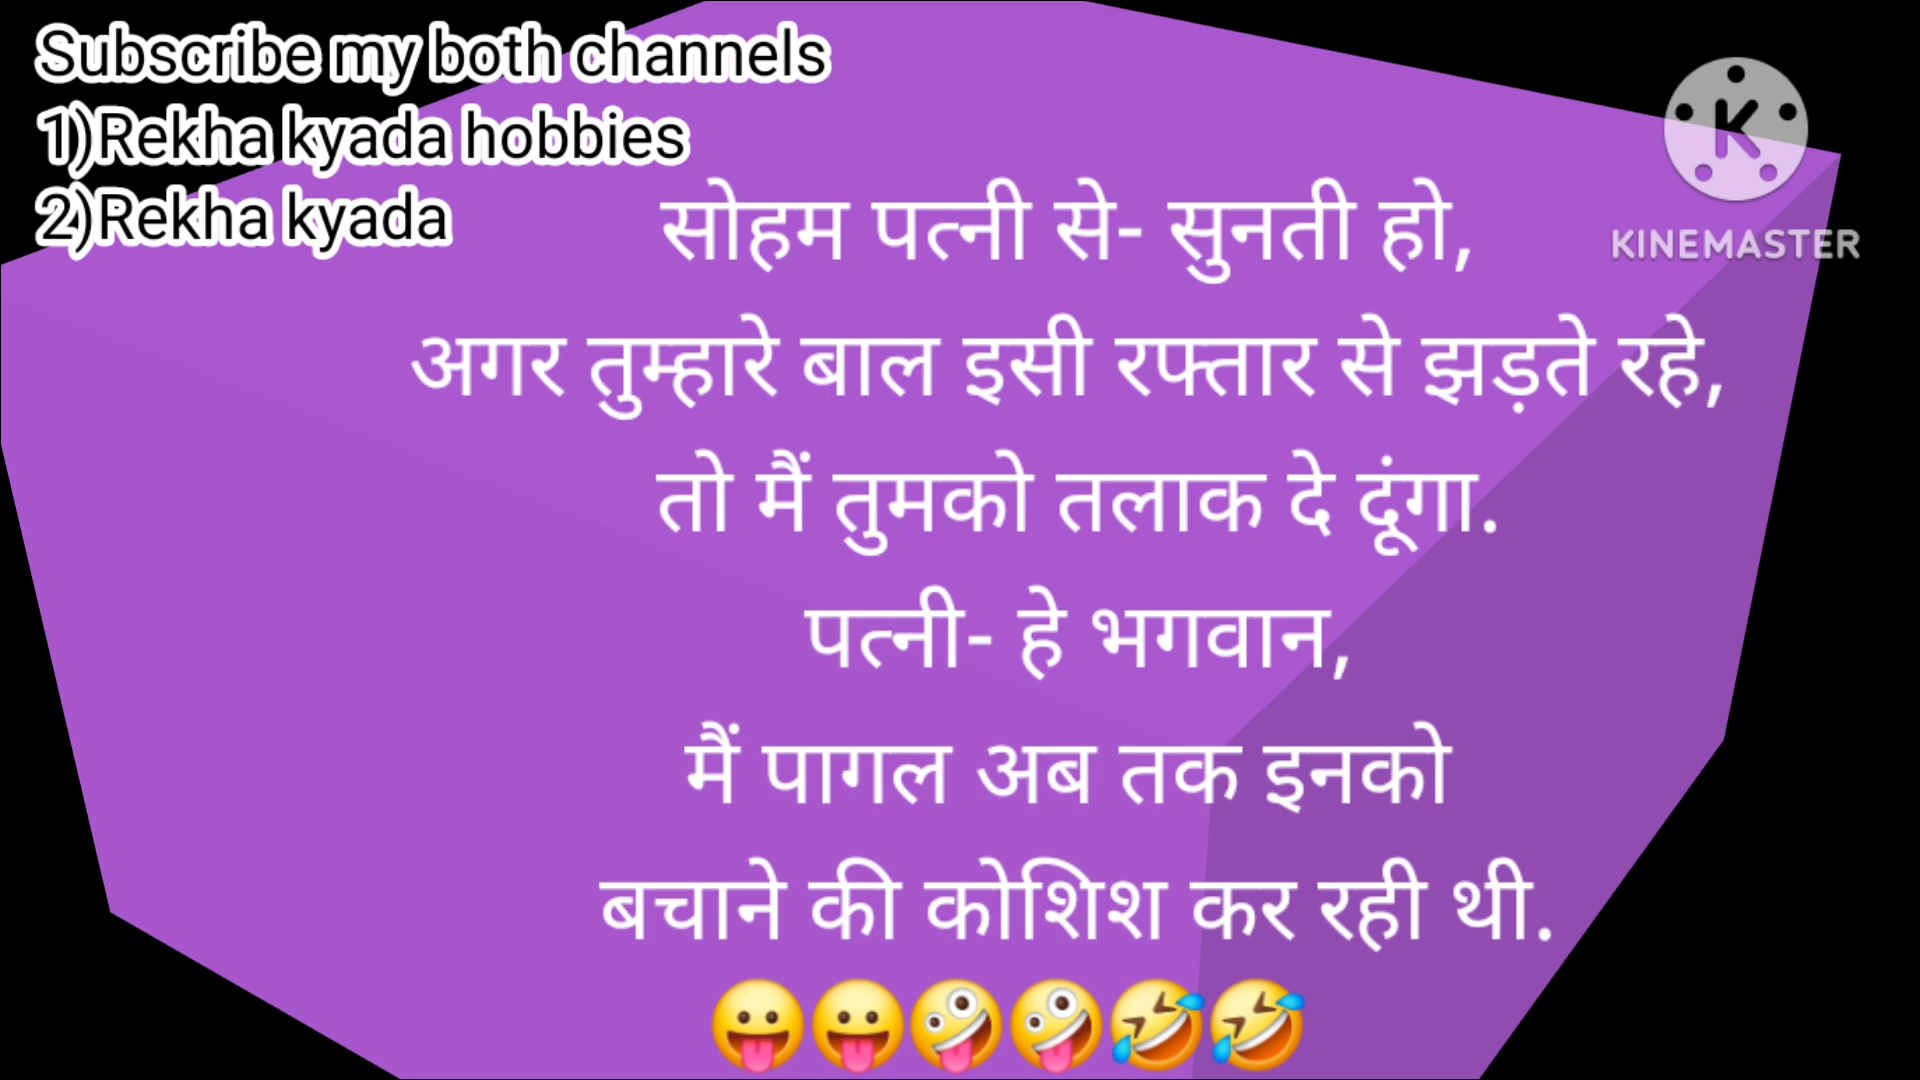 Subscribe my both channels
1)Rekha kyada hobbies
2)Rekha kyada
KINEMASTER
सोहम पत्नी से- सुनती हो,
अगर तुम्हारे बाल इसी रफ्तार से झड़ते रहे,
तो मैं तुमको तलाक दे दूंगा.
पत्नी- हे भगवान,
मैं पागल अब तक इनको
बचाने की कोशिश कर रही थी.
😛😛🤪🤪🤣🤣